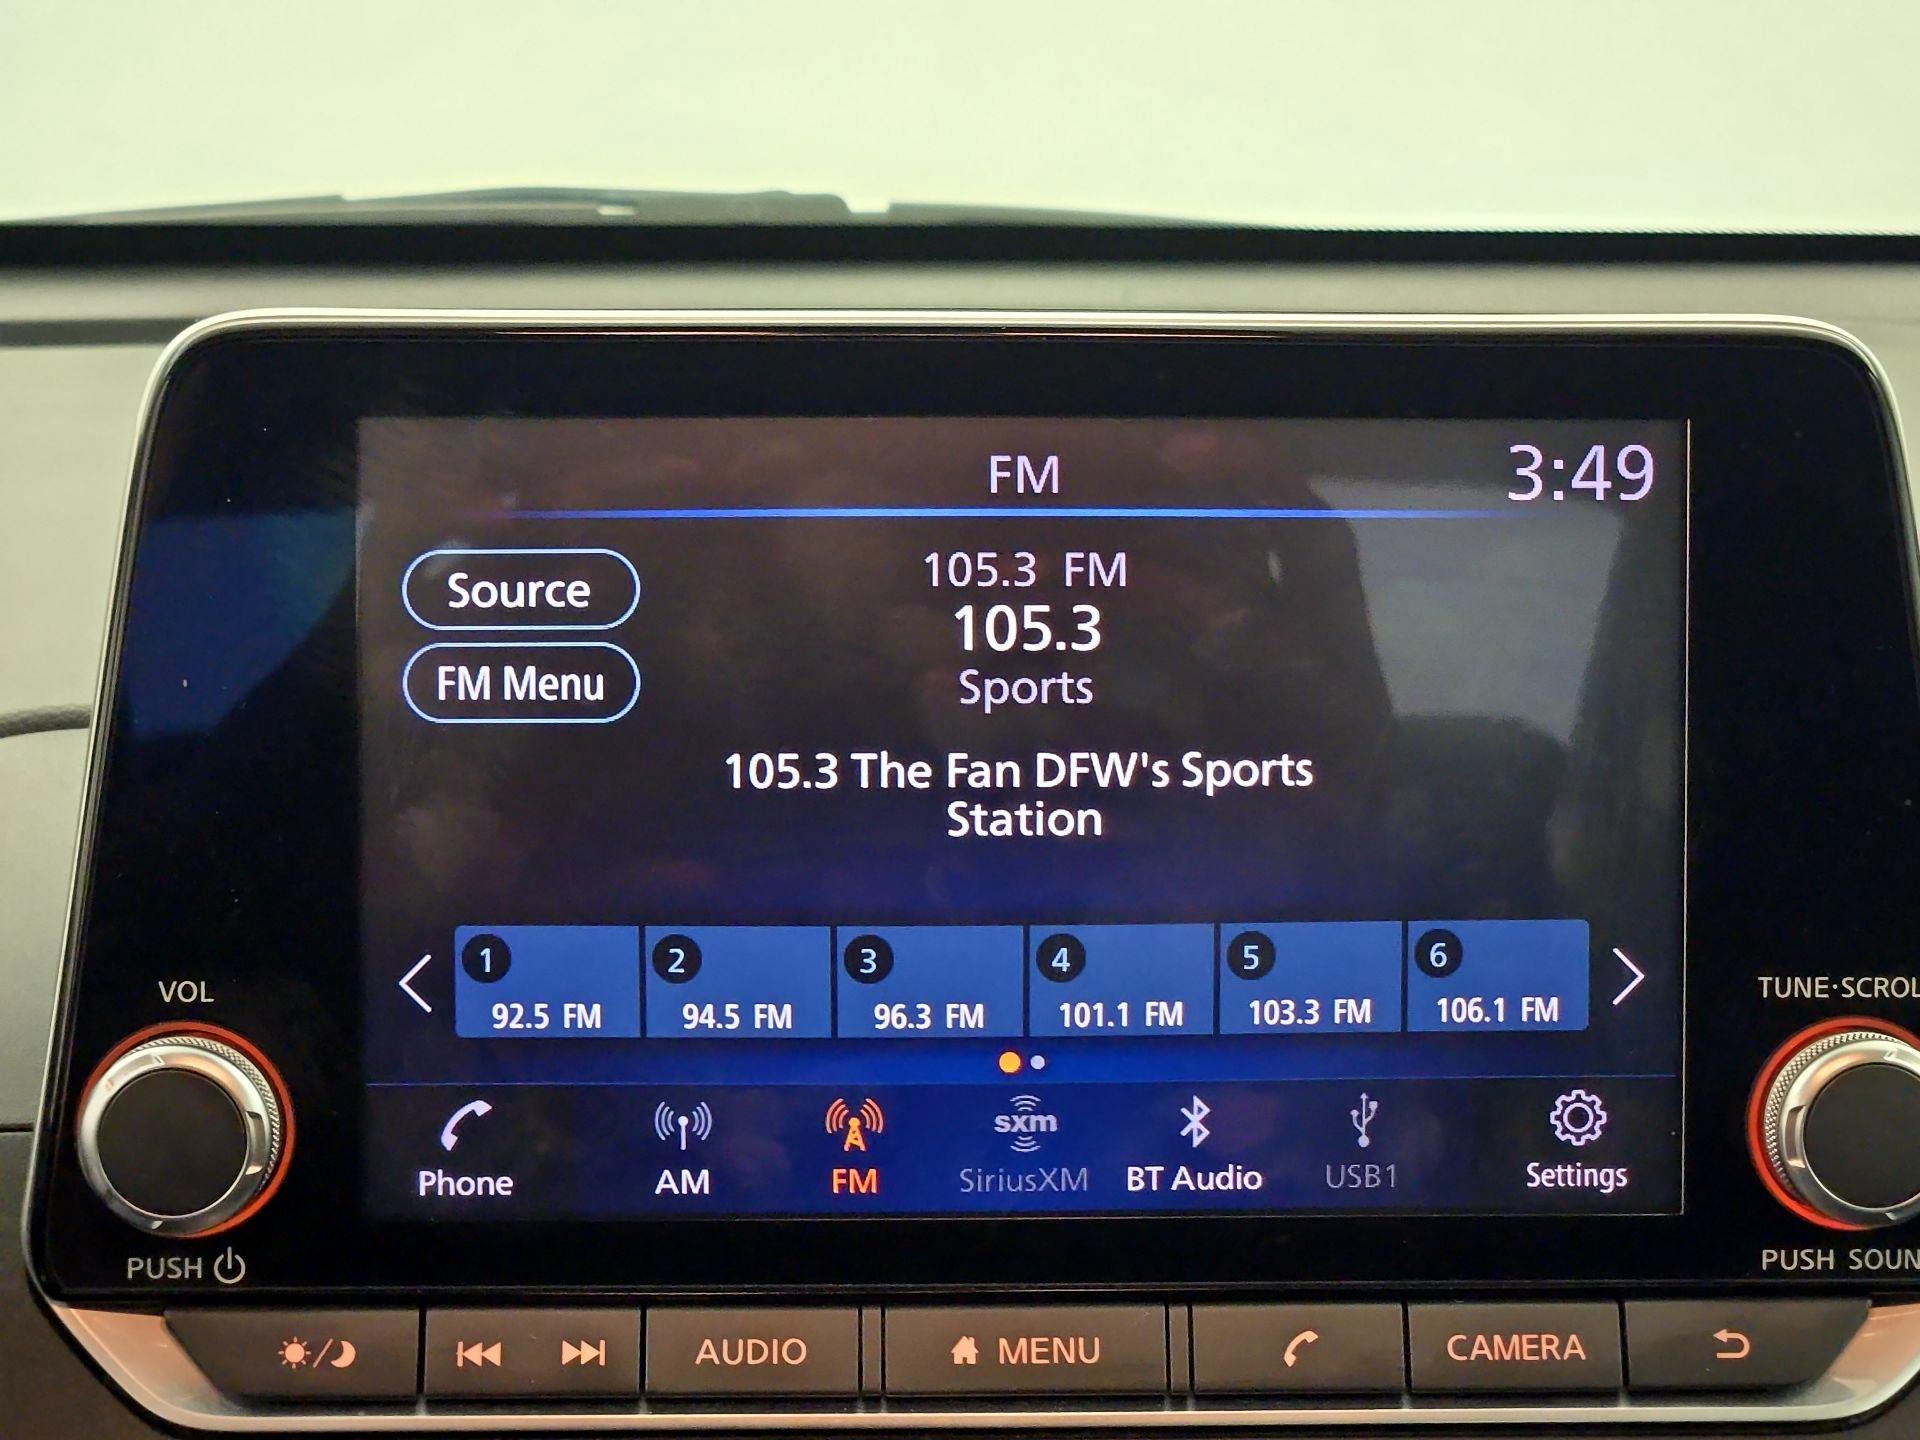 FM
3:49
Source
105.3 FM
105.3
FM Menu
Sports
105.3 The Fan DFW's Sports
Station
1
2
3
4
5
6
92.5 FM
94.5 FM
96.3 FM
101.1 FM
103.3 FM
106.1 FM
VOL
TUNE·SCROL
sxm
Phone
AM
FM
SiriusXM
BT Audio
USB1
Settings
PUSH
PUSH SOUN
AUDIO
MENU
CAMERA